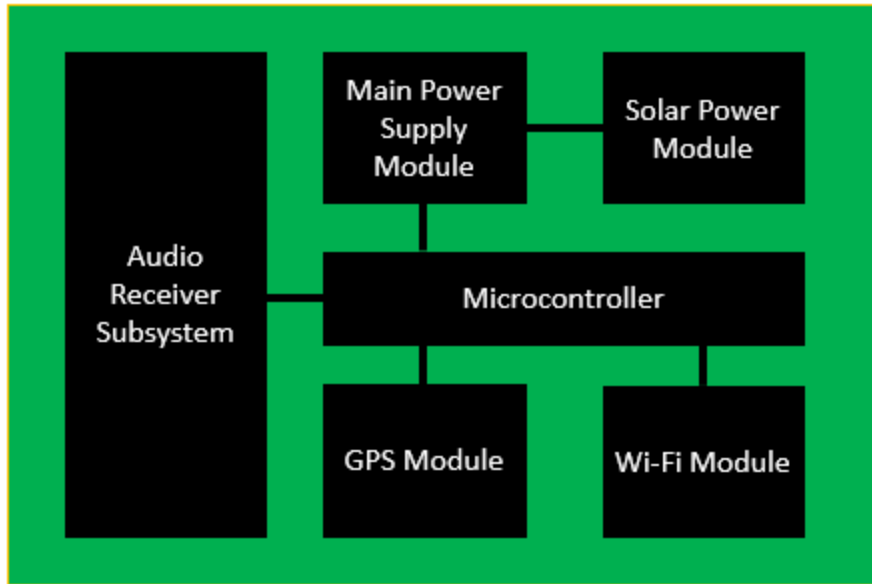 Audio
Receiver
Subsystem
Main Power
Supply
Module
Solar Power
Module
Microcontroller
GPS Module
Wi-Fi Module